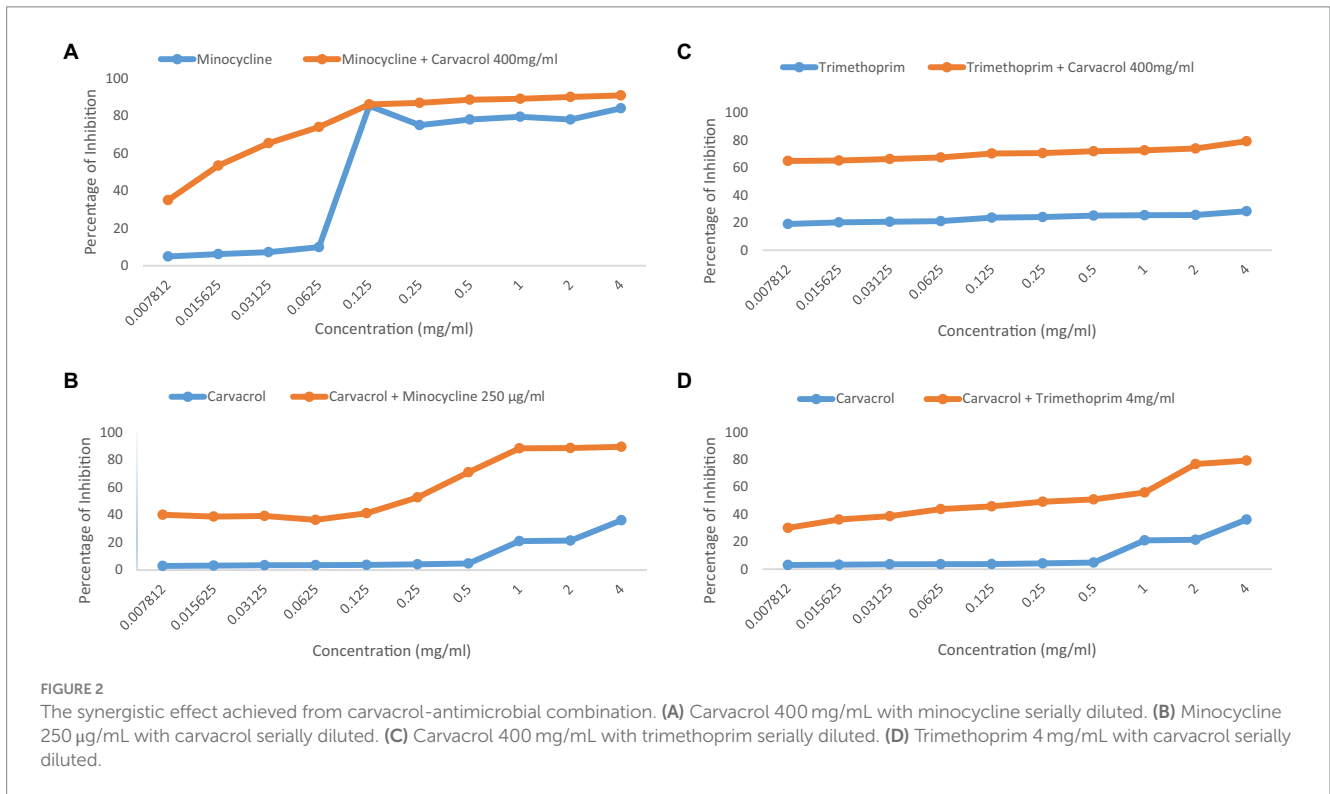 A
Minocycline
Minocycline + Carvacrol 400mg/ml
Percentage of Inhibition
100
80
60
40
20
0
0.007812
0.015625
0.03125
0.0625
0.125
0.25
0.5
1
2
4
Concentration (mg/ml)
C
Trimethoprim
Trimethoprim + Carvacrol 400mg/ml
Percentage of Inhibition
100
80
60
40
20
0
0.007812
0.015625
0.03125
0.0625
0.125
0.25
0.5
1
2
4
Concentration (mg/ml)
B
Carvacrol
Carvacrol + Minocycline 250 µg/ml
Percentage of Inhibition
100
80
60
40
20
0
0.007812
0.015625
0.03125
0.0625
0.125
0.25
0.5
1
2
4
Concentration (mg/ml)
D
Carvacrol
Carvacrol + Trimethoprim 4mg/ml
Percentage of Inhibition
100
80
60
40
20
0
0.007812
0.015625
0.03125
0.0625
0.125
0.25
0.5
1
2
4
Concentration (mg/ml)
FIGURE 2
The synergistic effect achieved from carvacrol-antimicrobial combination. (A) Carvacrol 400 mg/mL with minocycline serially diluted. (B) Minocycline
250 µg/mL with carvacrol serially diluted. (C) Carvacrol 400 mg/mL with trimethoprim serially diluted. (D) Trimethoprim 4 mg/mL with carvacrol serially
diluted.